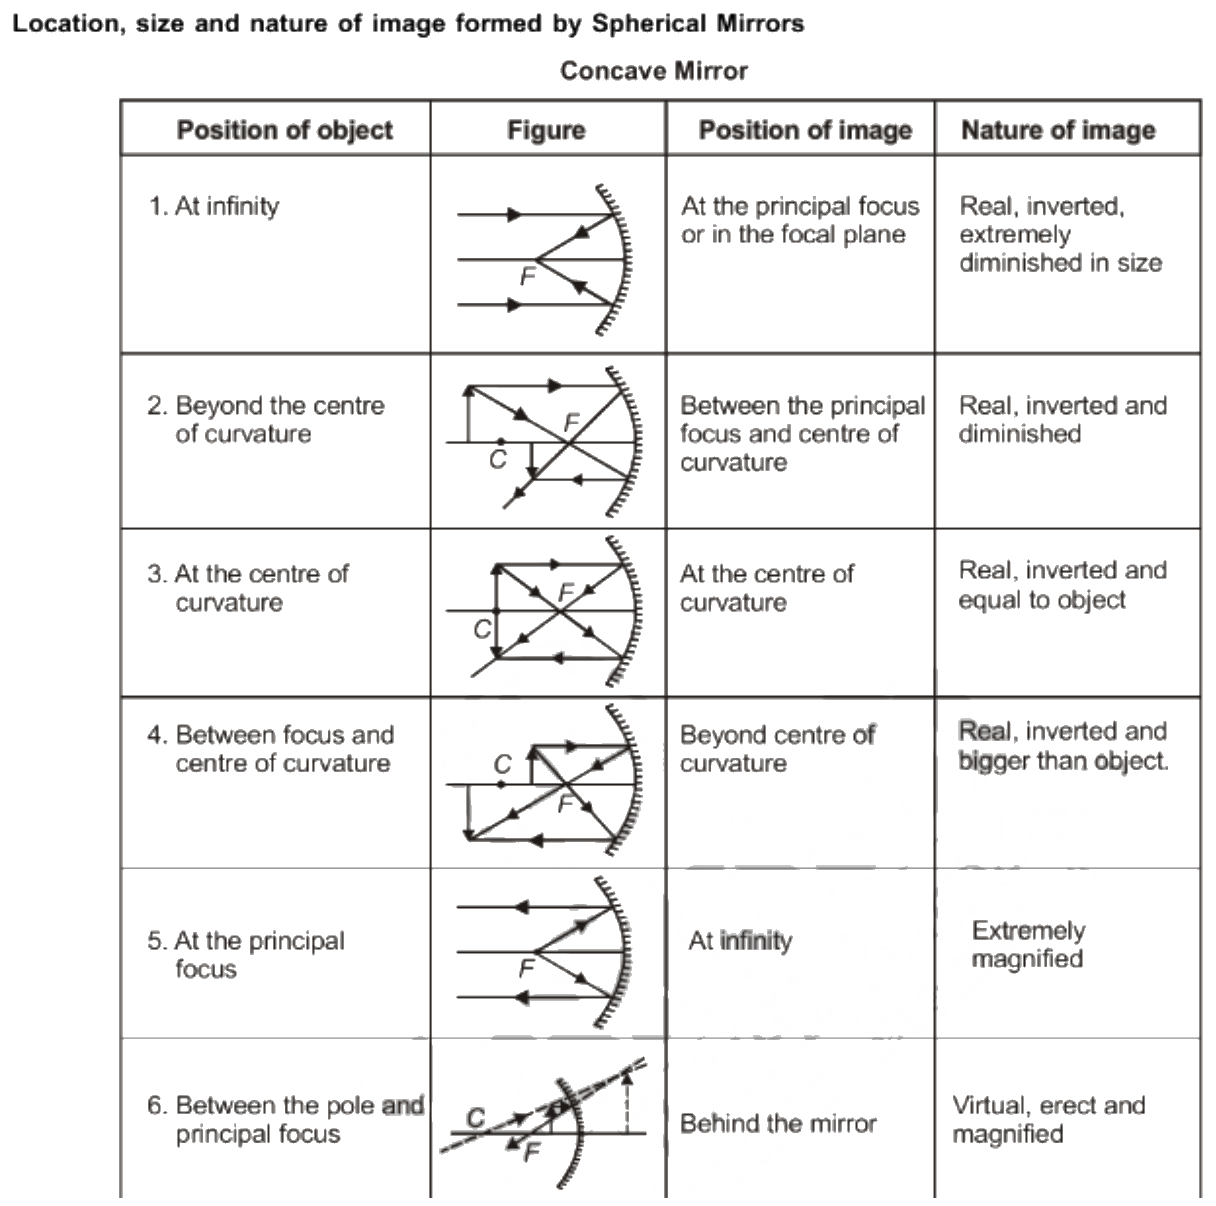 Location, size and nature of image formed by Spherical Mirrors
Concave Mirror
Position of object
Figure
Position of image
Nature of image
1. At infinity
F
At the principal focus
or in the focal plane
Real, inverted,
extremely
diminished in size
2. Beyond the centre
of curvature
F
C
Between the principal
focus and centre of
curvature
Real, inverted and
diminished
3. At the centre of
curvature
F
C
At the centre of
curvature
Real, inverted and
equal to object
4. Between focus and
centre of curvature
C
F
Beyond centre of
curvature
Real, inverted and
bigger than object.
5. At the principal
focus
F
At infinity
Extremely
magnified
6. Between the pole and
principal focus
C
F
Behind the mirror
Virtual, erect and
magnified